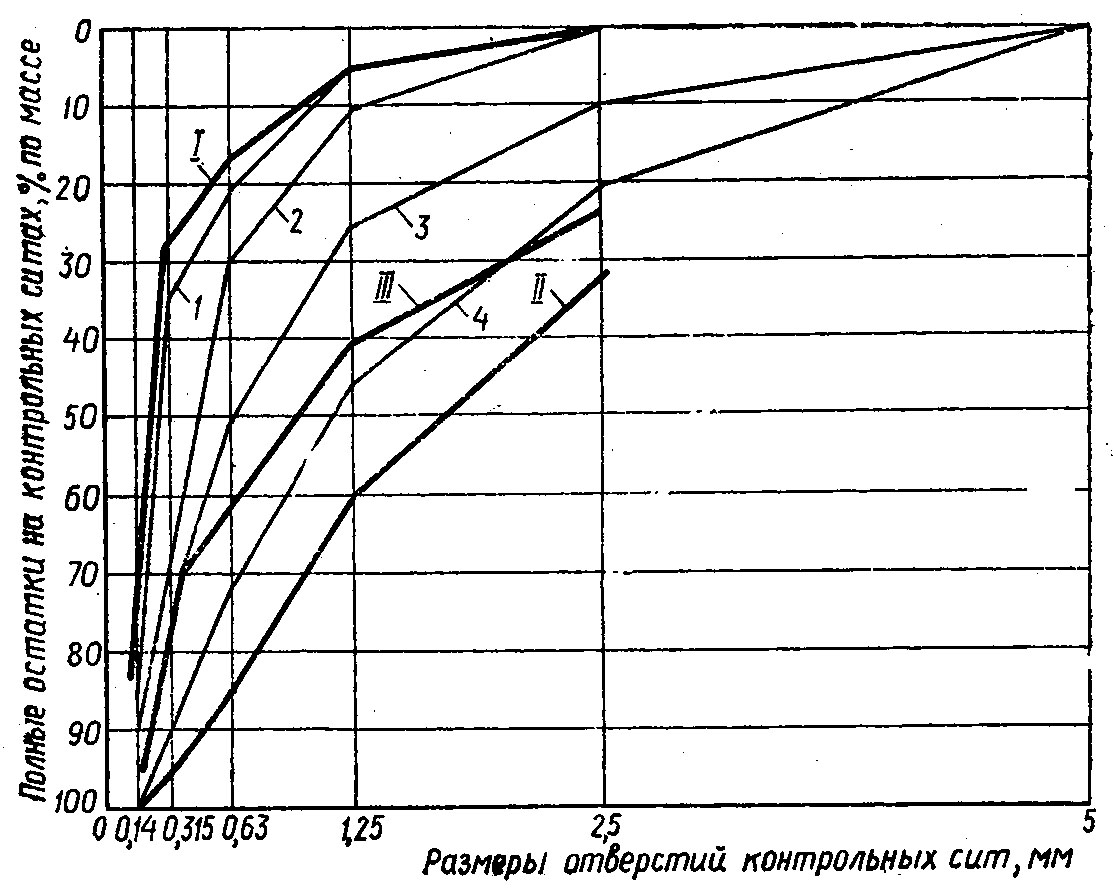 Полные остатки на контрольных ситах, % по массе
0
10
20
30
40
50
60
70
80
90
100
I
1
2
3
III
4
II
0 0,14 0,315 0,63 1,25 2,5 5
Размеры отверстий контрольных сит, мм